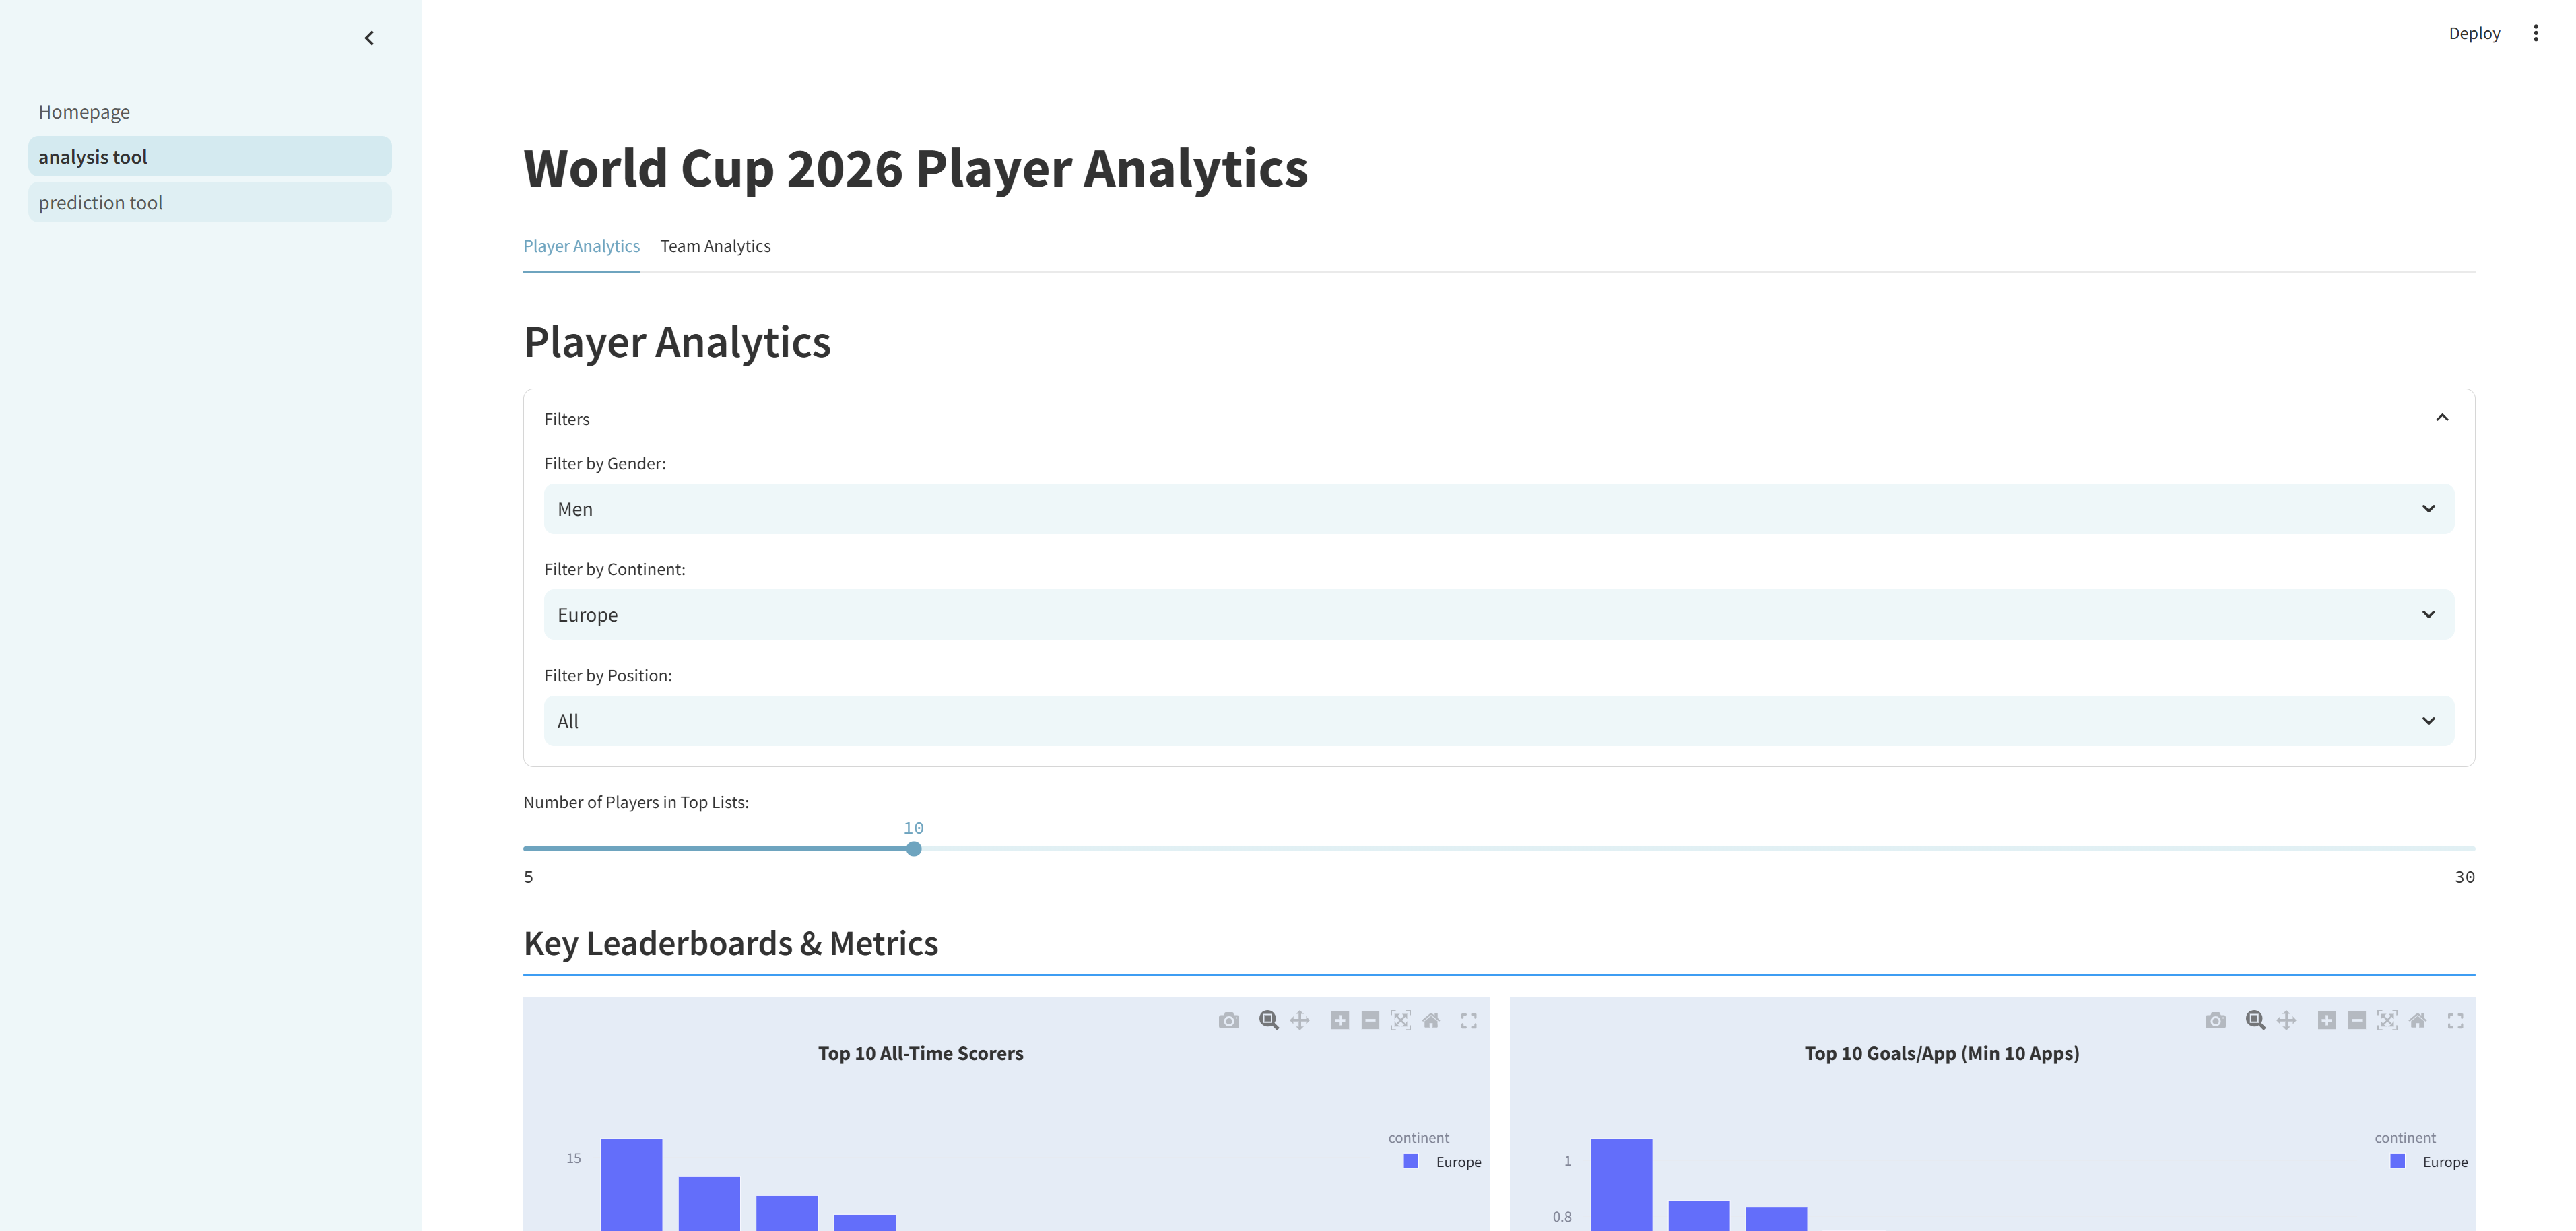 Deploy
Homepage
analysis tool
prediction tool
World Cup 2026 Player Analytics
Player Analytics
Team Analytics
Player Analytics
Filters
Filter by Gender:
Men
Filter by Continent:
Europe
Filter by Position:
All
Number of Players in Top Lists:
10
5
30
Key Leaderboards & Metrics
Top 10 All-Time Scorers
continent
Europe
15
Top 10 Goals/App (Min 10 Apps)
continent
Europe
1
0.8